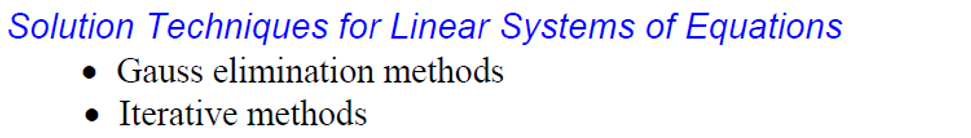 Solution Techniques for Linear Systems of Equations
• Gauss elimination methods
• Iterative methods